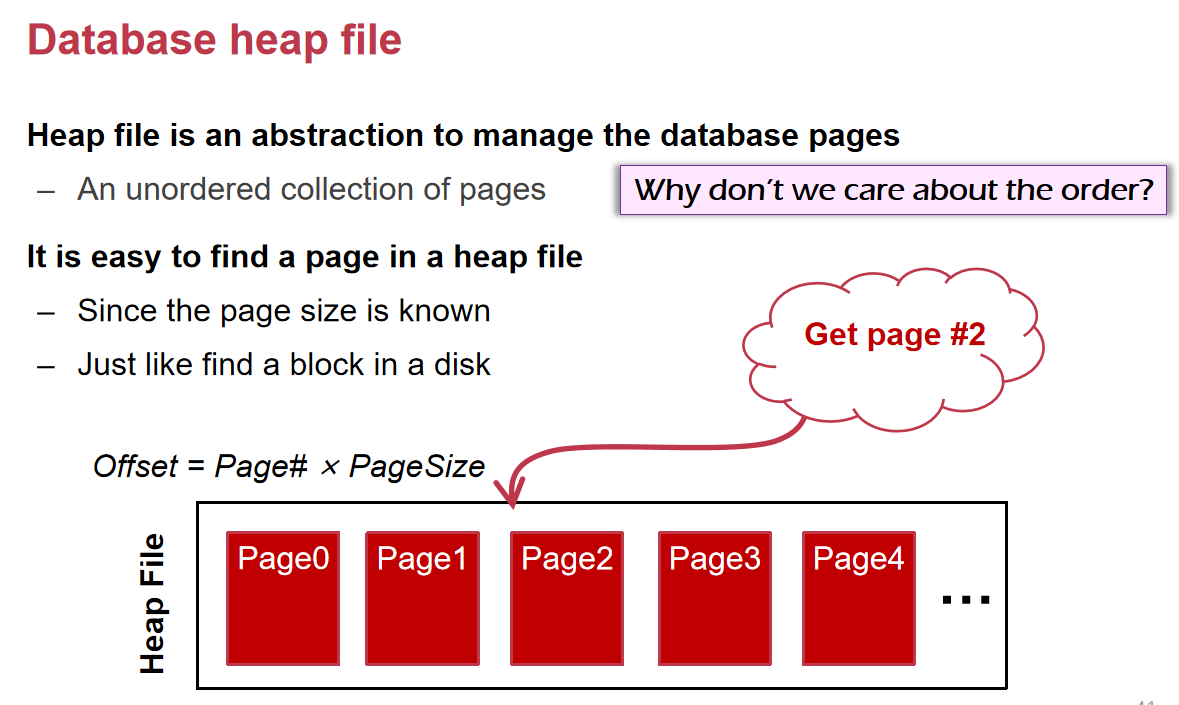 Database heap file
Heap file is an abstraction to manage the database pages
– An unordered collection of pages
Why don't we care about the order?
It is easy to find a page in a heap file
– Since the page size is known
– Just like find a block in a disk
Get page #2
Offset = Page# × PageSize
Heap File
Page0 Page1 Page2 Page3 Page4 ...